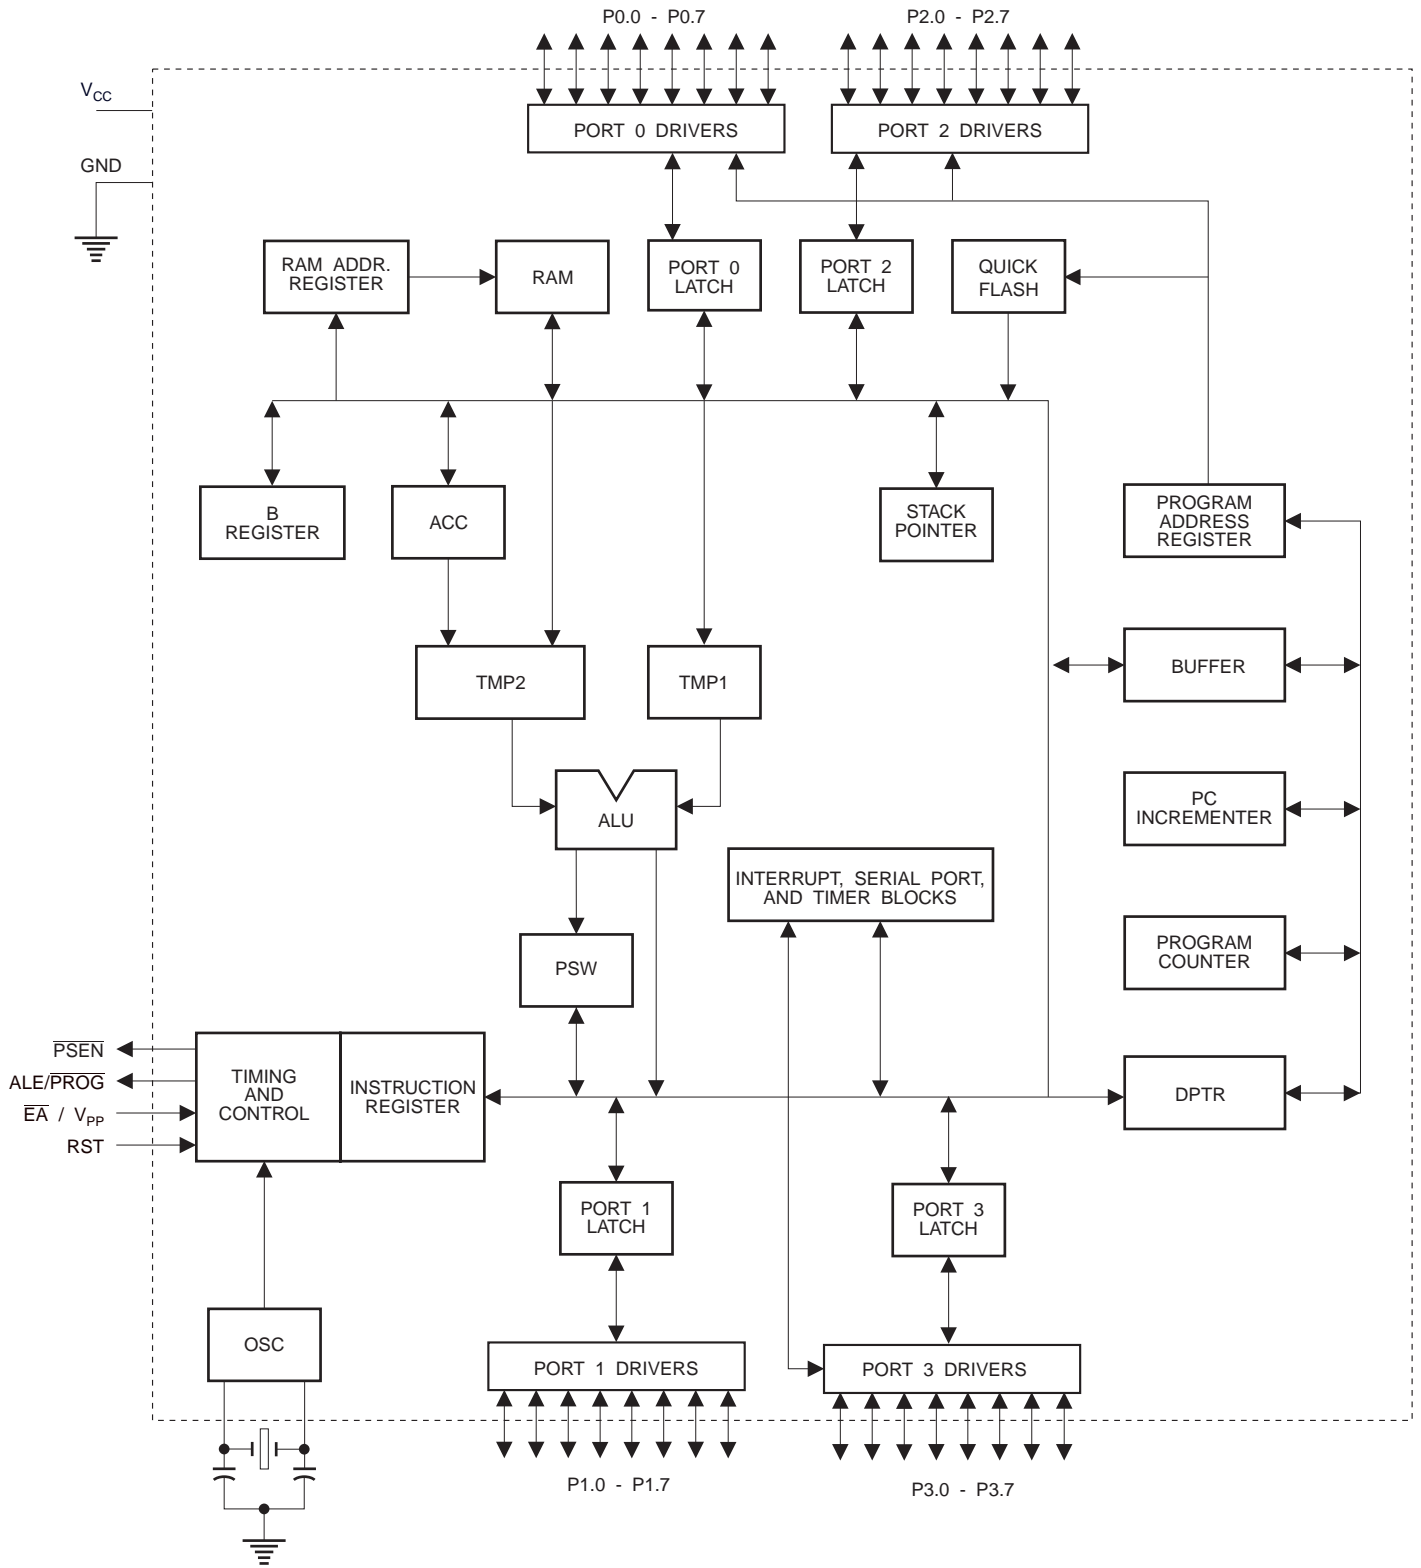 P0.0 - P0.7
P2.0 - P2.7
VCC
GND
PORT 0 DRIVERS
PORT 2 DRIVERS
RAM ADDR.
REGISTER
RAM
PORT 0
LATCH
PORT 2
LATCH
QUICK
FLASH
B
REGISTER
ACC
STACK
POINTER
PROGRAM
ADDRESS
REGISTER
TMP2
TMP1
BUFFER
ALU
PC
INCREMENTER
INTERRUPT, SERIAL PORT,
AND TIMER BLOCKS
PSW
PROGRAM
COUNTER
PSEN
ALE/PROG
EA / VPP
RST
TIMING
AND
CONTROL
INSTRUCTION
REGISTER
DPTR
PORT 1
LATCH
PORT 3
LATCH
OSC
PORT 1 DRIVERS
PORT 3 DRIVERS
P1.0 - P1.7
P3.0 - P3.7